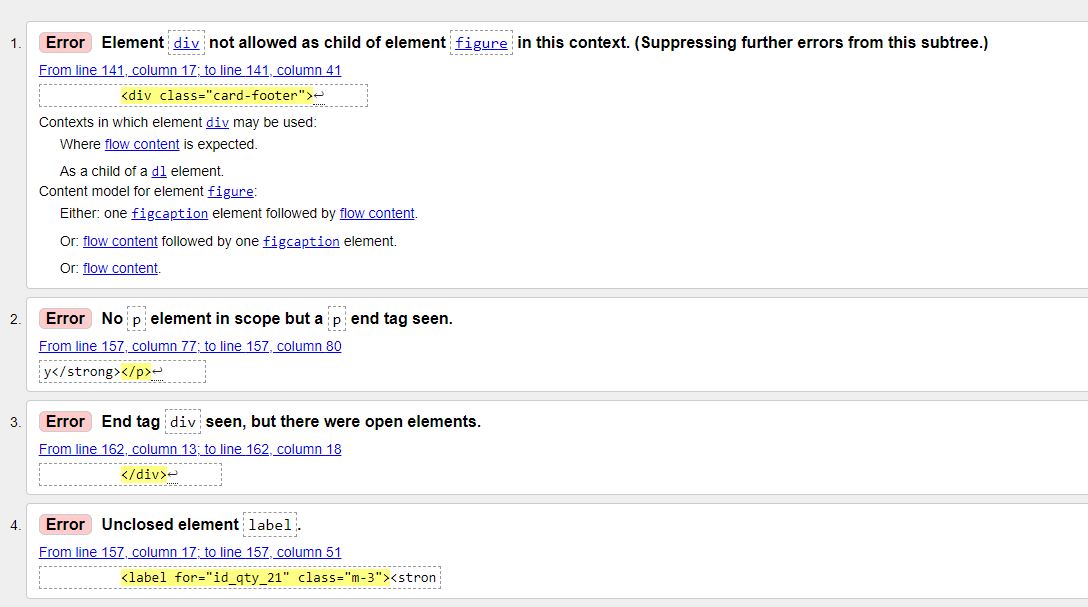 1. Error Element div not allowed as child of element figure in this context. (Suppressing further errors from this subtree.)
From line 141, column 17; to line 141, column 41
<div class="card-footer">↩
Contexts in which element div may be used:
Where flow content is expected.
As a child of a dl element.
Content model for element figure:
Either: one figcaption element followed by flow content.
Or: flow content followed by one figcaption element.
Or: flow content.
2. Error No p element in scope but a p end tag seen.
From line 157, column 77; to line 157, column 80
y</strong></p>↩
3. Error End tag div seen, but there were open elements.
From line 162, column 13; to line 162, column 18
</div>↩
4. Error Unclosed element label.
From line 157, column 17; to line 157, column 51
<label for="id_qty_21" class="m-3"><stron